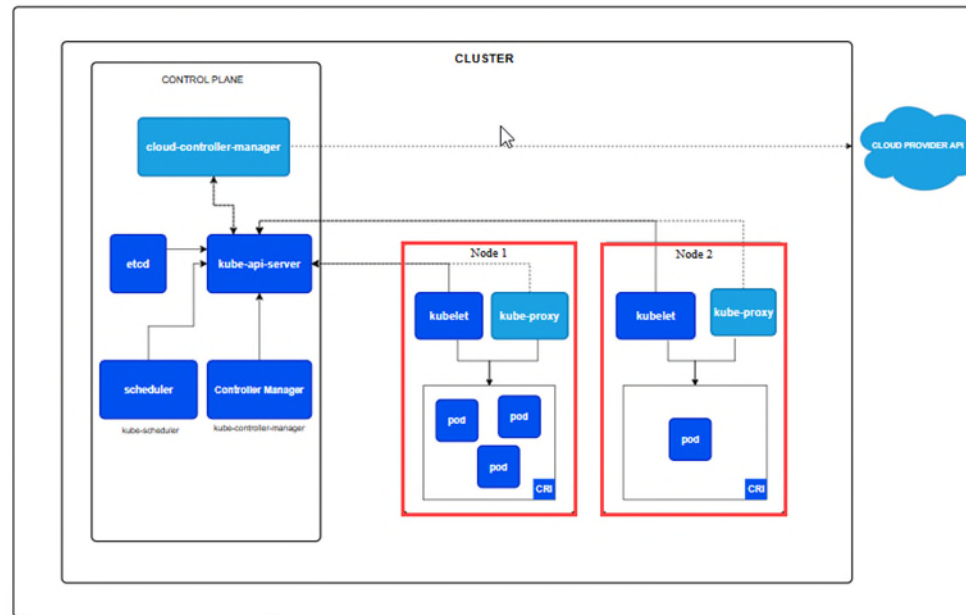 CLUSTER
CONTROL PLANE
cloud-controller-manager
CLOUD PROVIDER API
etcd
kube-api-server
Node 1
Node 2
kubelet
kube-proxy
kubelet
kube-proxy
scheduler
Controller Manager
kube-scheduler
kube-controller-manager
pod
pod
pod
CRI
pod
CRI